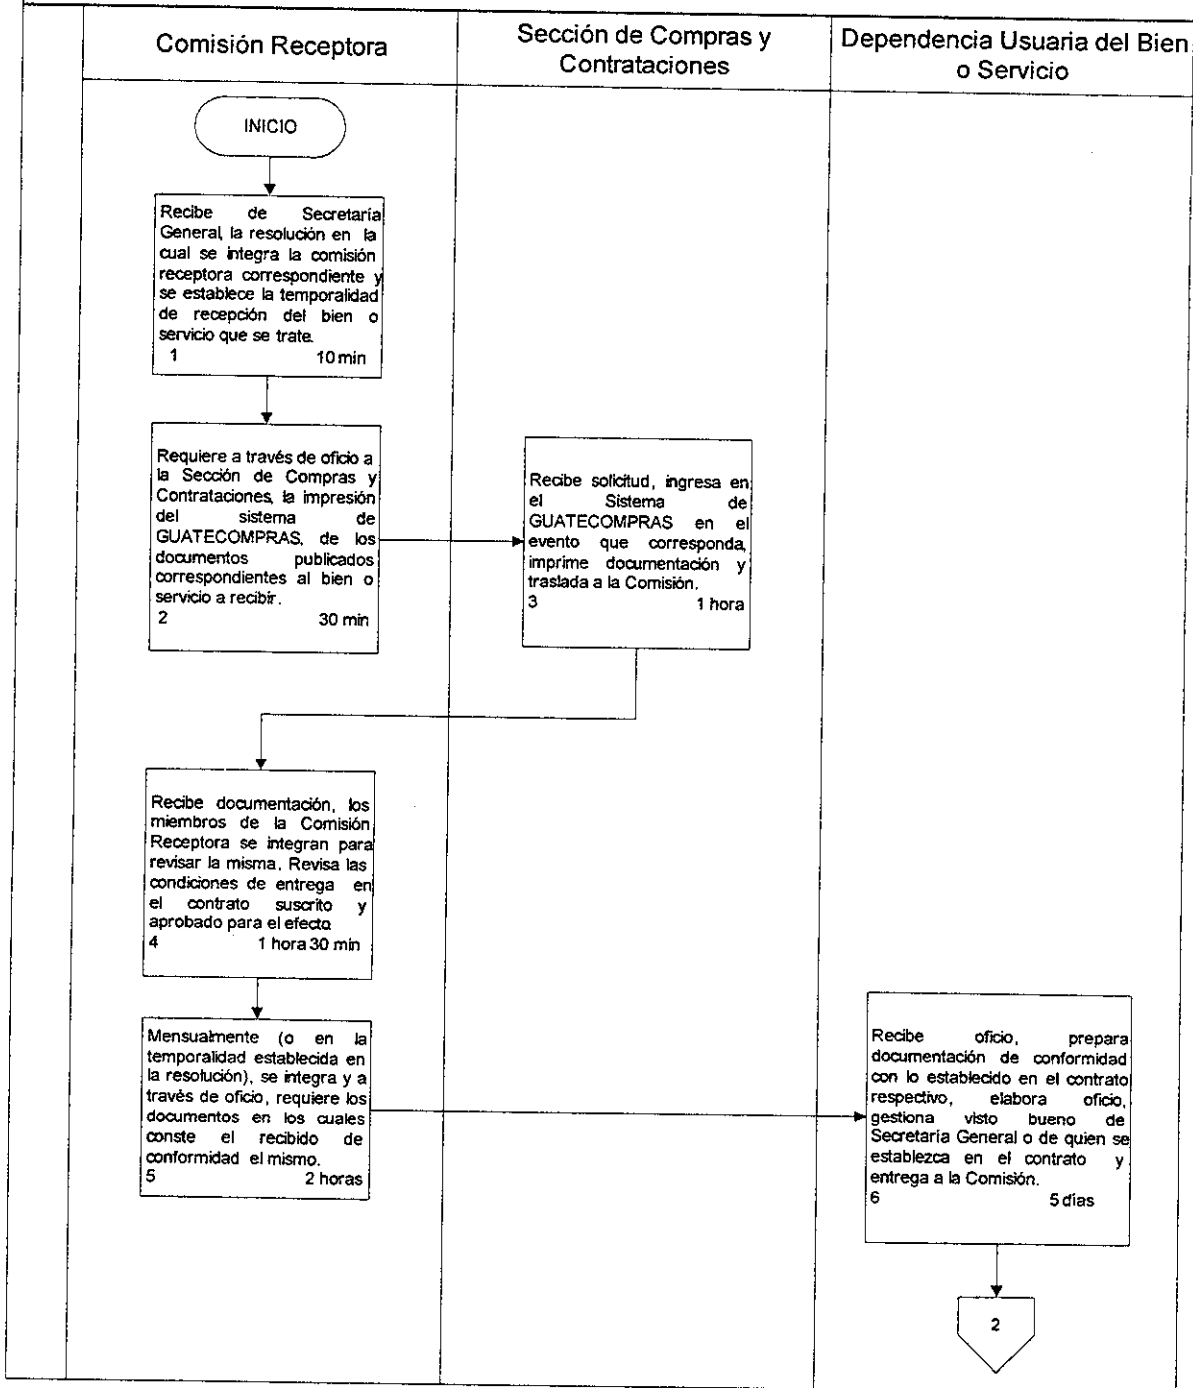 Comisión Receptora
Sección de Compras y
Contrataciones
Dependencia Usuaria del Bien
o Servicio
INICIO
Recibe de Secretaría
General, la resolución en la
cual se integra la comisión
receptora correspondiente y
se establece la temporalidad
de recepción del bien o
servicio que se trate.
1 10 min
Requiere a través de oficio a
la Sección de Compras y
Contrataciones, la impresión
del sistema de
GUATECOMPRAS, de los
documentos publicados
correspondientes al bien o
servicio a recibir.
2 30 min
Recibe solicitud, ingresa en
el Sistema de
GUATECOMPRAS en el
evento que corresponda,
imprime documentación y
traslada a la Comisión.
3 1 hora
Recibe documentación, los
miembros de la Comisión
Receptora se integran para
revisar la misma. Revisa las
condiciones de entrega en
el contrato suscrito y
aprobado para el efecto.
4 1 hora 30 min
Mensualmente (o en la
temporalidad establecida en
la resolución), se integra y a
través de oficio, requiere los
documentos en los cuales
conste el recibido de
conformidad el mismo.
5 2 horas
Recibe oficio, prepara
documentación de conformidad
con lo establecido en el contrato
respectivo, elabora oficio,
gestiona visto bueno de
Secretaría General o de quien se
establezca en el contrato y
entrega a la Comisión.
6 5 días
2